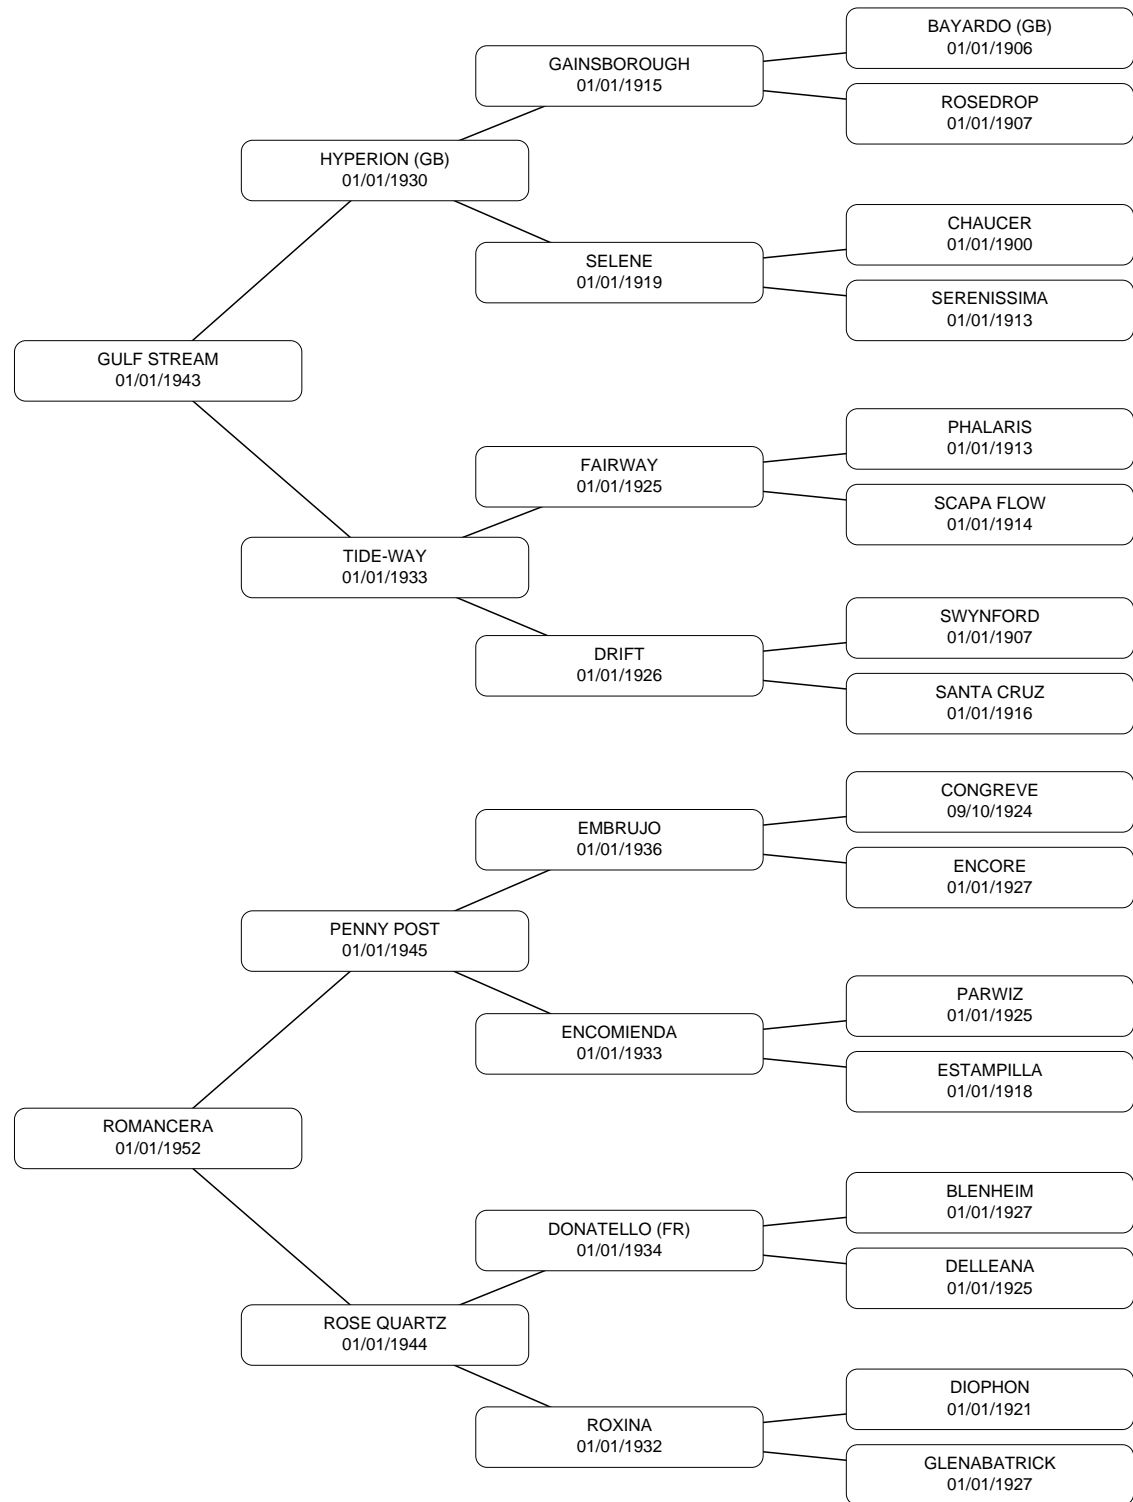 BAYARDO (GB)
01/01/1906
GAINSBOROUGH
01/01/1915
ROSEDROP
01/01/1907
HYPERION (GB)
01/01/1930
CHAUCER
01/01/1900
SELENE
01/01/1919
SERENISSIMA
01/01/1913
GULF STREAM
01/01/1943
PHALARIS
01/01/1913
FAIRWAY
01/01/1925
SCAPA FLOW
01/01/1914
TIDE-WAY
01/01/1933
SWYNFORD
01/01/1907
DRIFT
01/01/1926
SANTA CRUZ
01/01/1916
CONGREVE
09/10/1924
EMBRUJO
01/01/1936
ENCORE
01/01/1927
PENNY POST
01/01/1945
PARWIZ
01/01/1925
ENCOMIENDA
01/01/1933
ESTAMPILLA
01/01/1918
ROMANCERA
01/01/1952
BLENHEIM
01/01/1927
DONATELLO (FR)
01/01/1934
DELLEANA
01/01/1925
ROSE QUARTZ
01/01/1944
DIOPHON
01/01/1921
ROXINA
01/01/1932
GLENABATRICK
01/01/1927